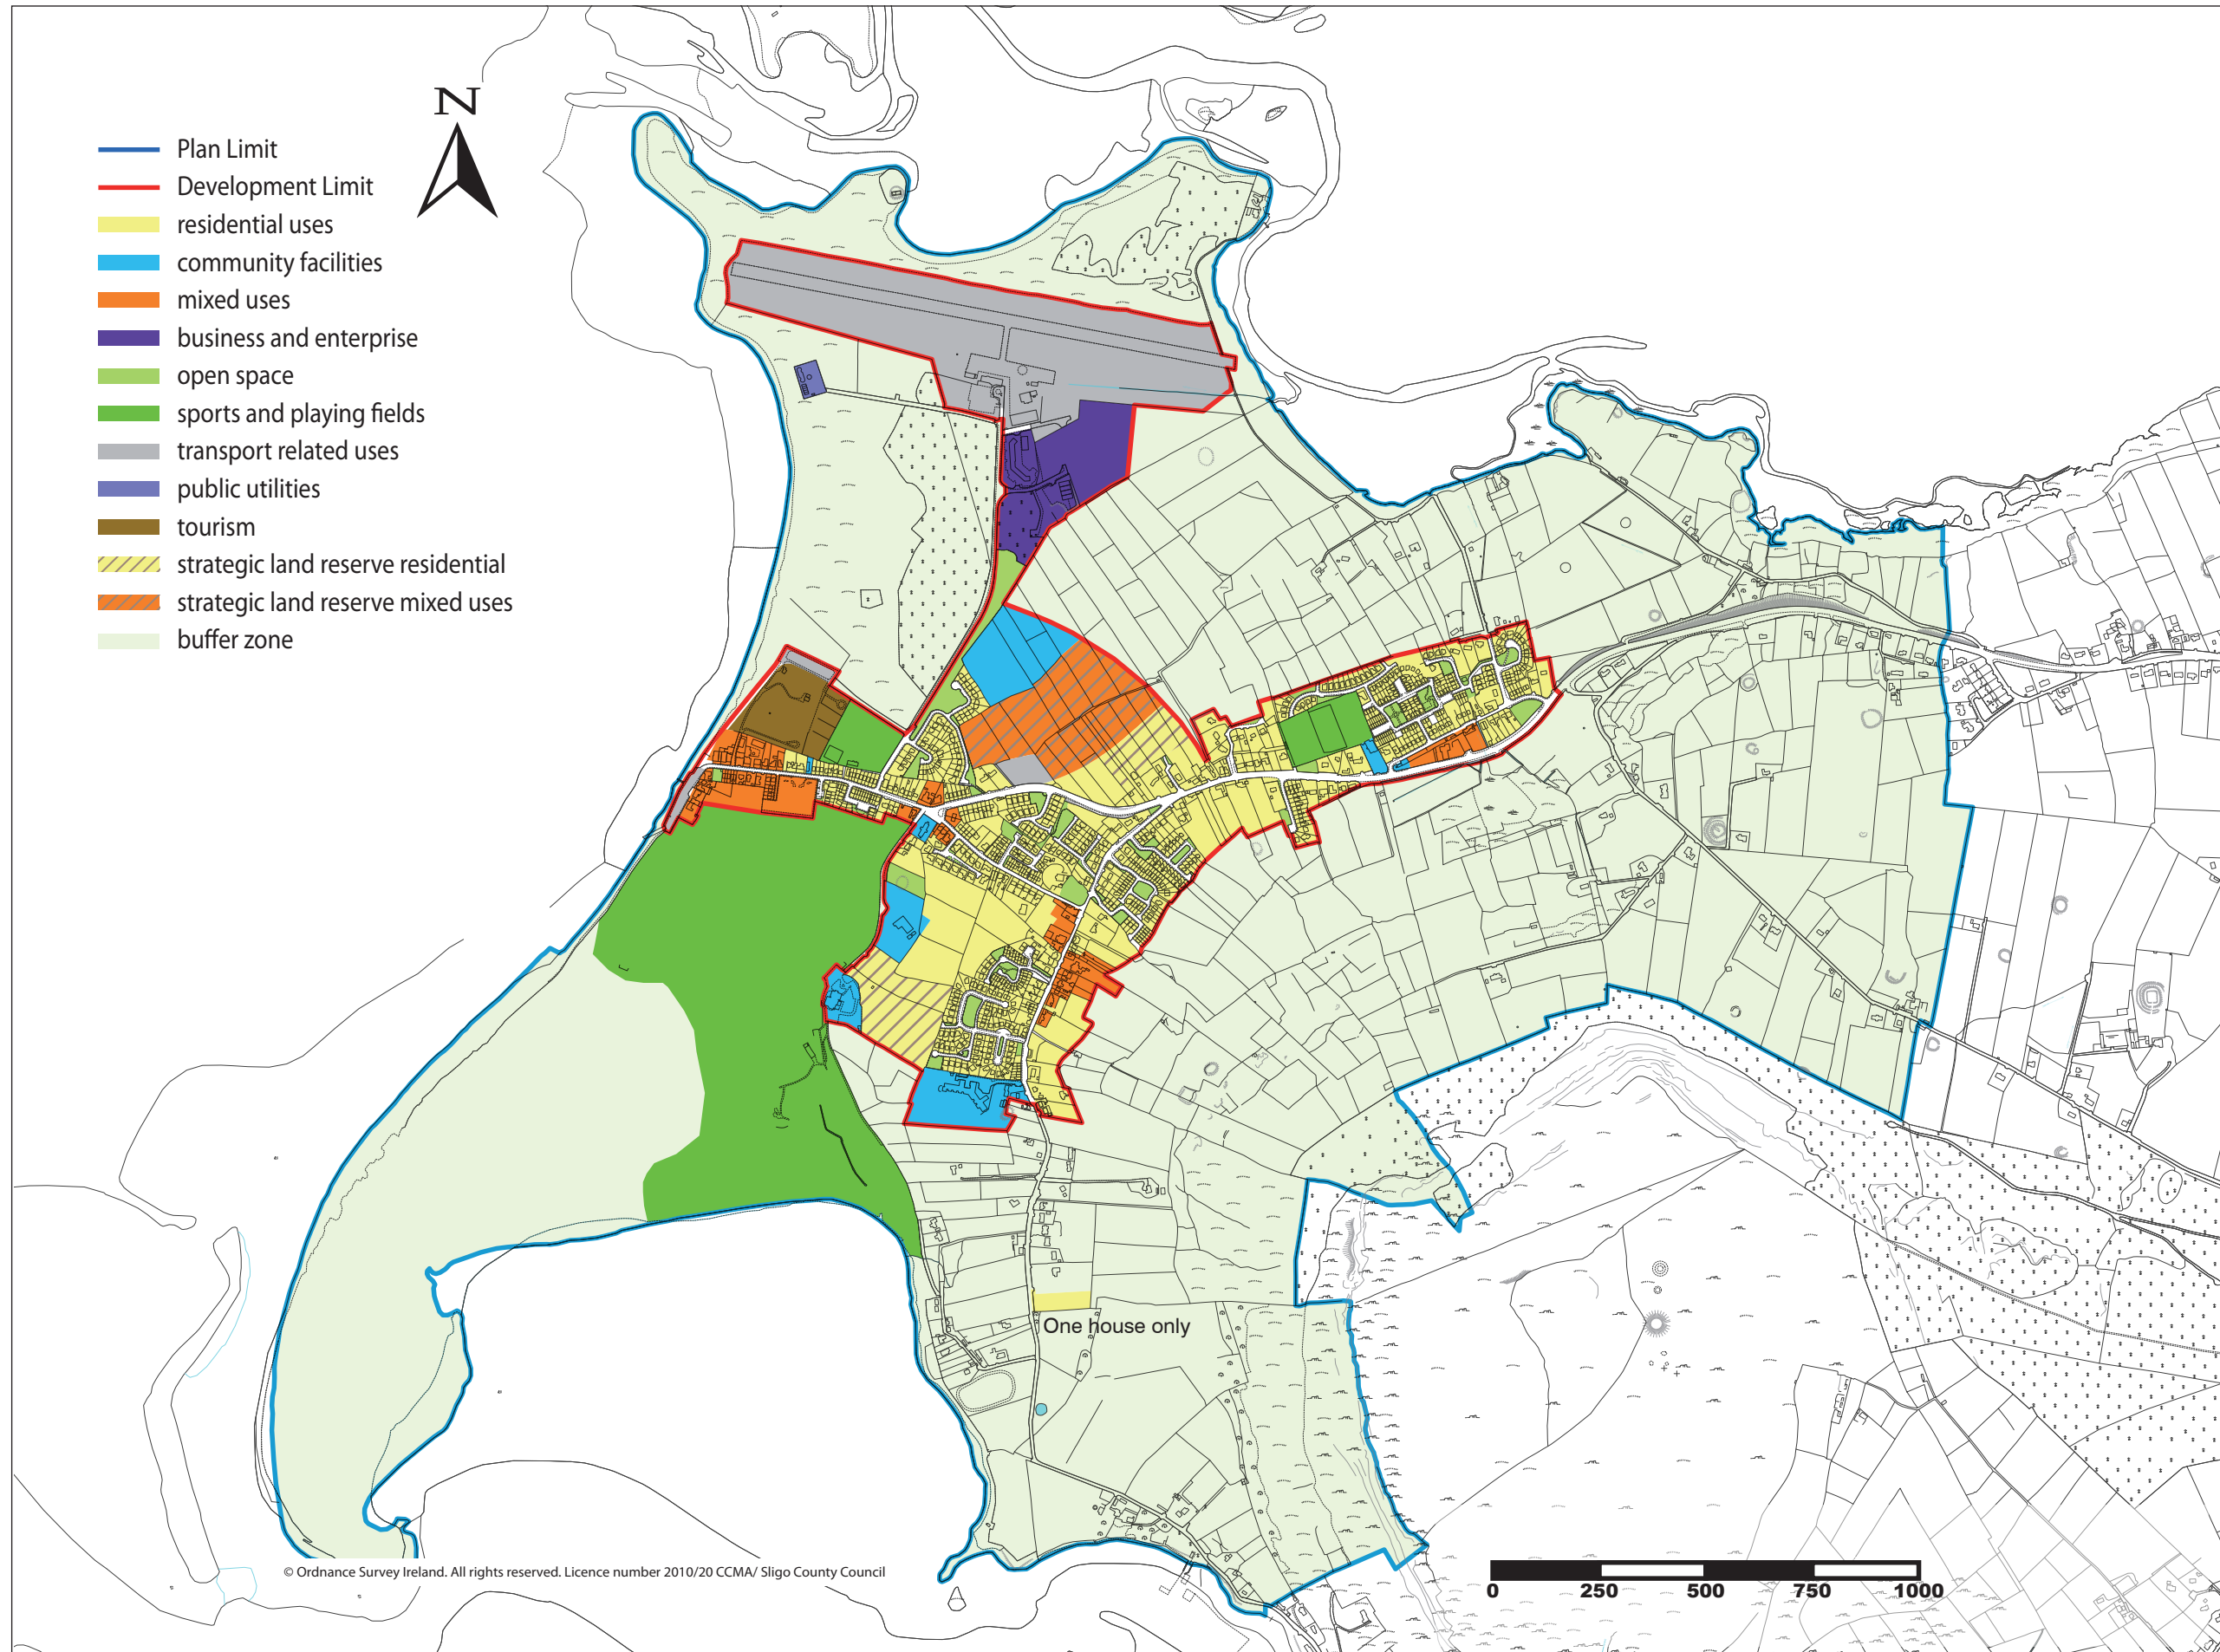 N
Plan Limit
Development Limit
residential uses
community facilities
mixed uses
business and enterprise
open space
sports and playing fields
transport related uses
public utilities
tourism
strategic land reserve residential
strategic land reserve mixed uses
buffer zone
One house only
© Ordnance Survey Ireland. All rights reserved. Licence number 2010/20 CCMA/ Sligo County Council
0 250 500 750 1000